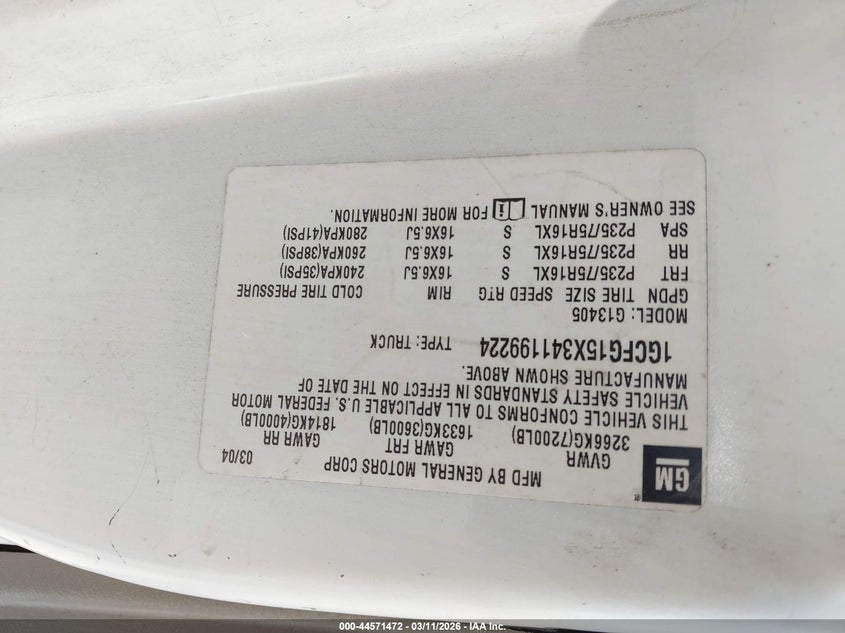 GM
MFD BY GENERAL MOTORS CORP 03/04
GVWR GAWR FRT GAWR RR
3266KG(7200LB) 1633KG(3600LB) 1814KG(4000LB)
THIS VEHICLE CONFORMS TO ALL APPLICABLE U.S. FEDERAL MOTOR
VEHICLE SAFETY STANDARDS IN EFFECT ON THE DATE OF
MANUFACTURE SHOWN ABOVE.
1GCFG15X341199224 TYPE: TRUCK
MODEL: G13405
GPDN TIRE SIZE SPEED RTG RIM COLD TIRE PRESSURE
FRT P235/75R16XL S 16X6.5J 240KPA(35PSI)
RR P235/75R16XL S 16X6.5J 260KPA(38PSI)
SPA P235/75R16XL S 16X6.5J 280KPA(41PSI)
SEE OWNER'S MANUAL FOR MORE INFORMATION.
000-44571472 - 03/11/2026 - IAA Inc.